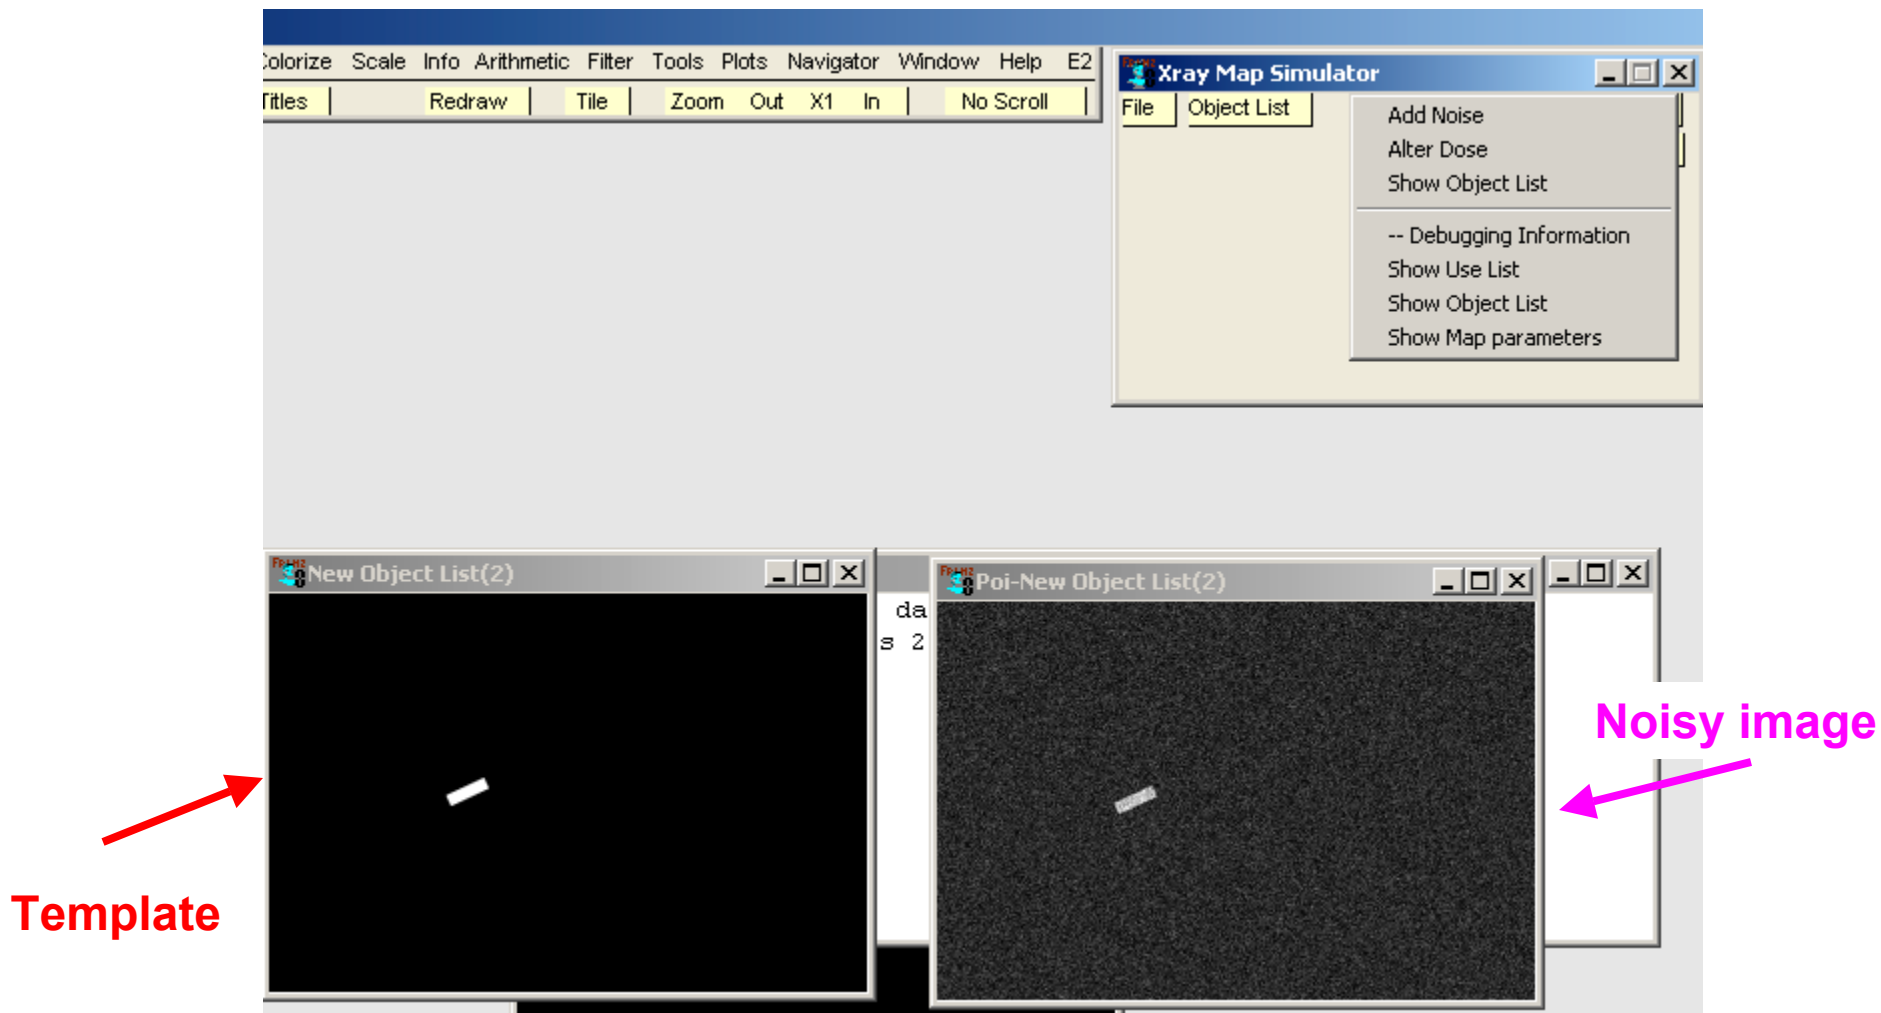 Colorize Scale Info Arithmetic Filter Tools Plots Navigator Window Help E2
Titles Redraw Tile Zoom Out X1 In No Scroll
Xray Map Simulator
File Object List
Add Noise
Alter Dose
Show Object List
-- Debugging Information
Show Use List
Show Object List
Show Map parameters
New Object List(2)
da
s 2
Poi-New Object List(2)
Noisy image
Template